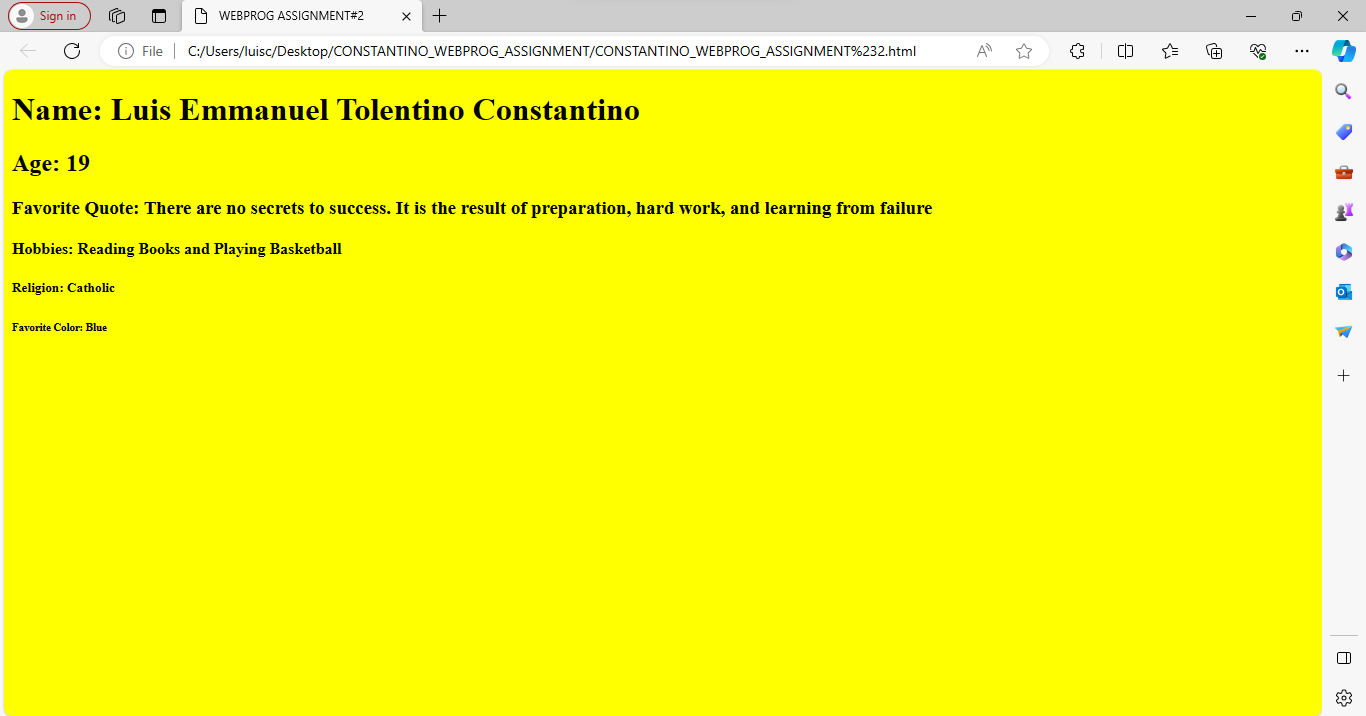 Sign in
WEBPROG ASSIGNMENT#2
File
C:/Users/luisc/Desktop/CONSTANTINO_WEBPROG_ASSIGNMENT/CONSTANTINO_WEBPROG_ASSIGNMENT%232.html
Name: Luis Emmanuel Tolentino Constantino
Age: 19
Favorite Quote: There are no secrets to success. It is the result of preparation, hard work, and learning from failure
Hobbies: Reading Books and Playing Basketball
Religion: Catholic
Favorite Color: Blue